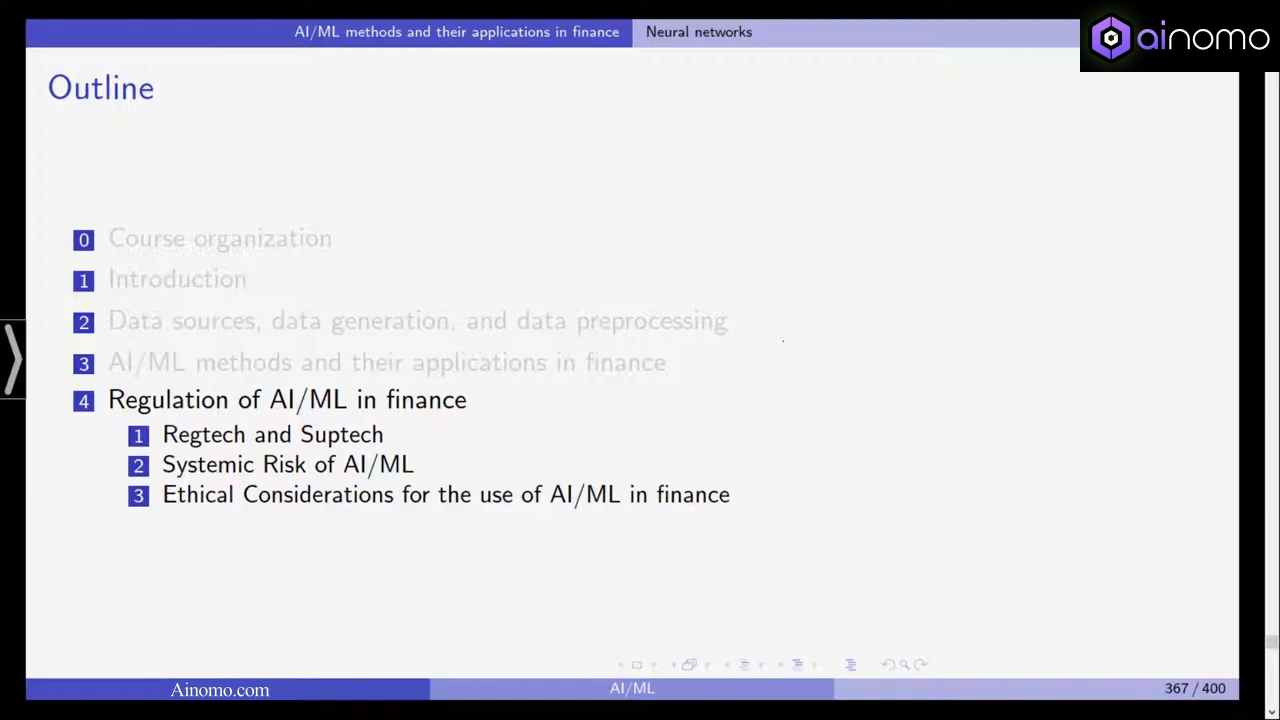 AI/ML methods and their applications in finance Neural networks
ainomo
Outline
0 Course organization
1 Introduction
2 Data sources, data generation, and data preprocessing
3 AI/ML methods and their applications in finance
4 Regulation of AI/ML in finance
1 Regtech and Suptech
2 Systemic Risk of AI/ML
3 Ethical Considerations for the use of AI/ML in finance
Ainomo.com AI/ML 367 / 400